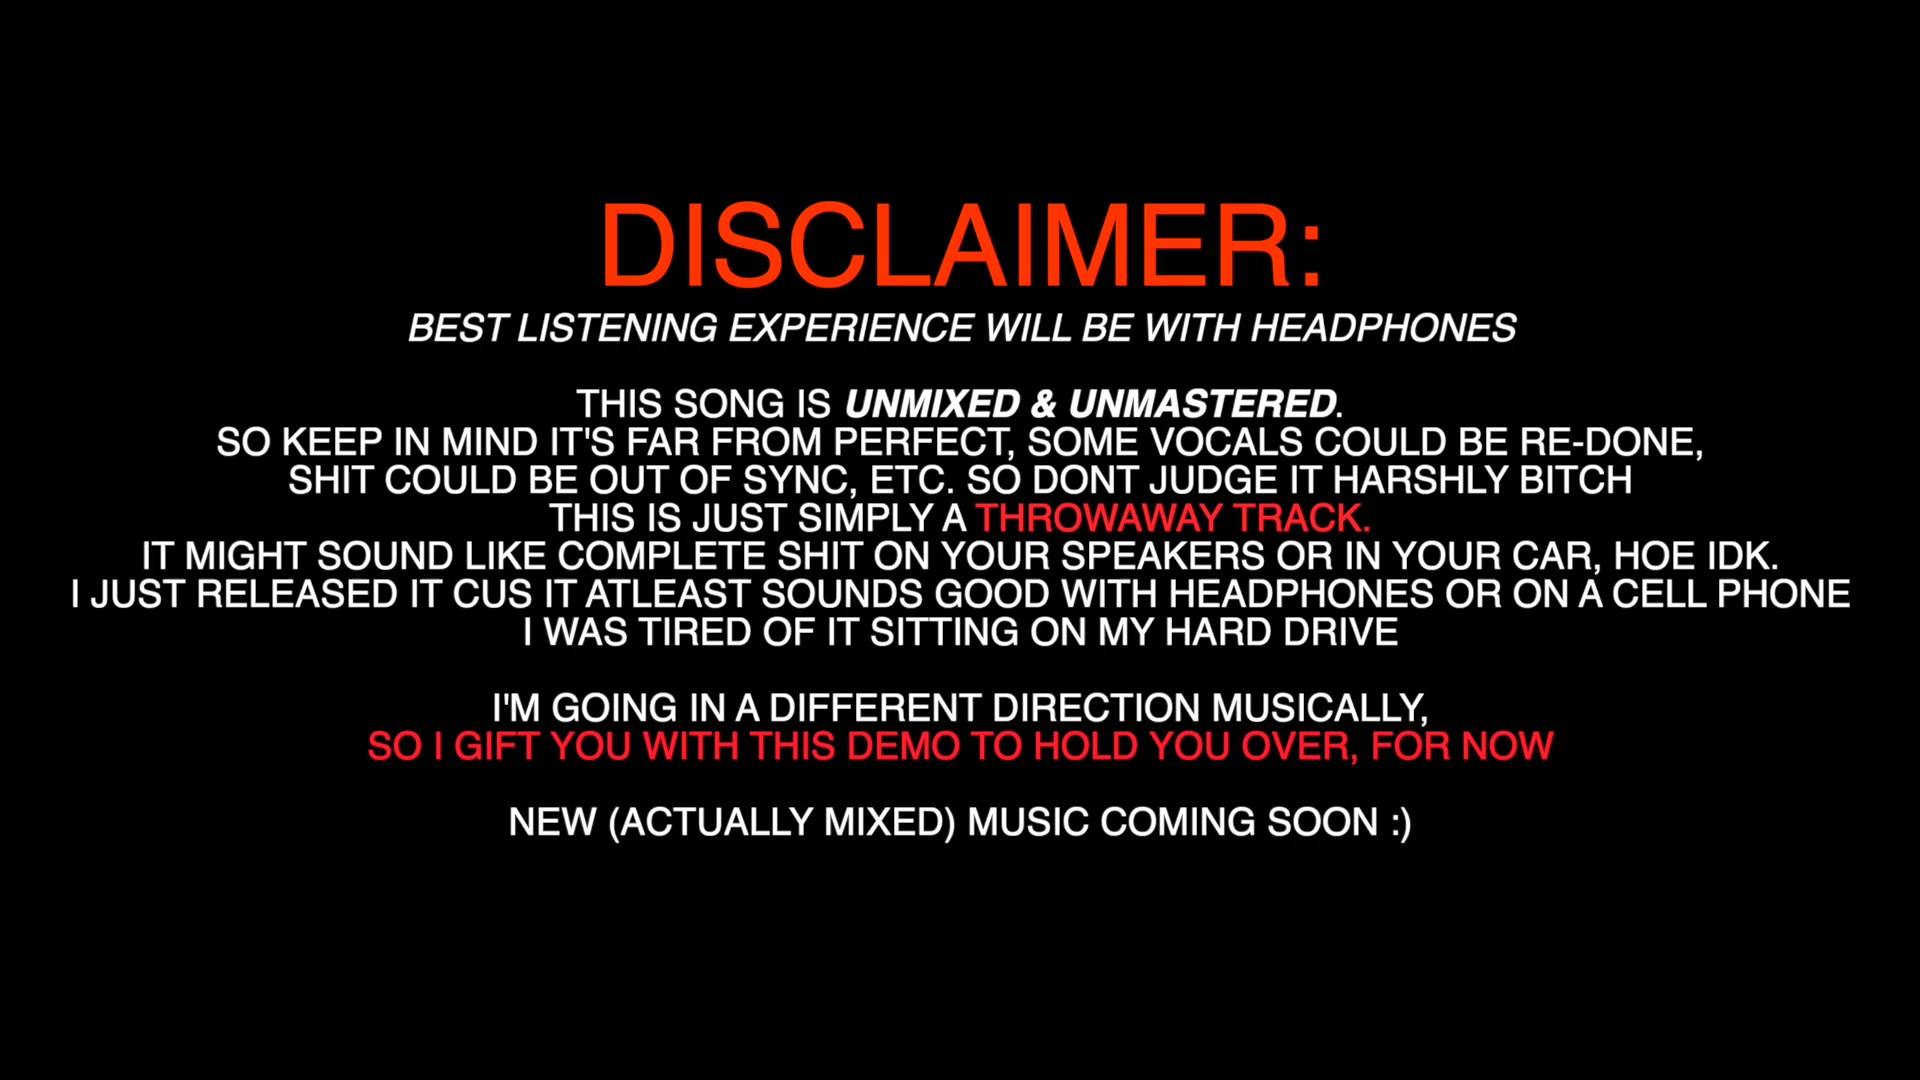 DISCLAIMER:
BEST LISTENING EXPERIENCE WILL BE WITH HEADPHONES
THIS SONG IS UNMIXED & UNMASTERED.
SO KEEP IN MIND IT'S FAR FROM PERFECT, SOME VOCALS COULD BE RE-DONE,
SHIT COULD BE OUT OF SYNC, ETC. SO DONT JUDGE IT HARSHLY BITCH
THIS IS JUST SIMPLY A THROWAWAY TRACK.
IT MIGHT SOUND LIKE COMPLETE SHIT ON YOUR SPEAKERS OR IN YOUR CAR, HOE IDK.
I JUST RELEASED IT CUS IT ATLEAST SOUNDS GOOD WITH HEADPHONES OR ON A CELL PHONE
I WAS TIRED OF IT SITTING ON MY HARD DRIVE
I'M GOING IN A DIFFERENT DIRECTION MUSICALLY,
SO I GIFT YOU WITH THIS DEMO TO HOLD YOU OVER, FOR NOW
NEW (ACTUALLY MIXED) MUSIC COMING SOON :)